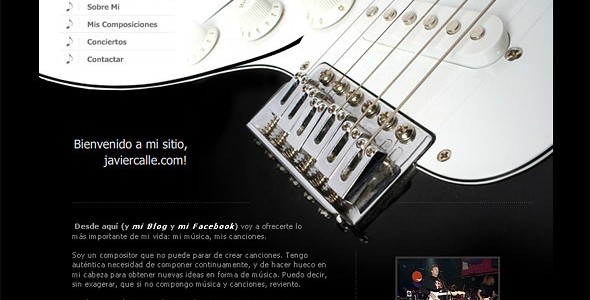 Sobre Mi
Mis Composiciones
Conciertos
Contactar
Bienvenido a mi sitio,
javiercalle.com!
Desde aquí (y mi Blog y mi Facebook) voy a ofrecerte lo
más importante de mi vida: mi música, mis canciones.
Soy un compositor que no puede parar de crear canciones. Tengo
auténtica necesidad de componer continuamente, y de hacer hueco en
mi cabeza para obtener nuevas ideas en forma de música. Puedo decir,
sin exagerar, que si no compongo música y canciones, reviento.